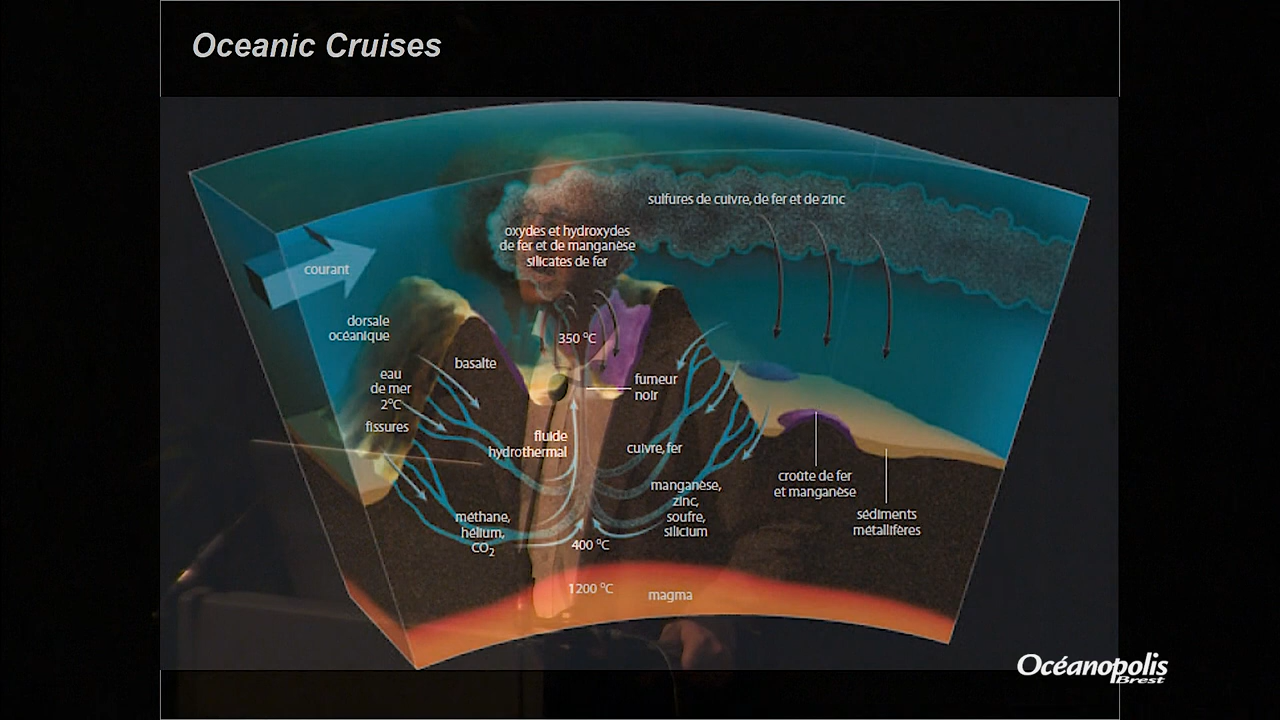 Oceanic Cruises
sulfures de cuivre, de fer et de zinc
oxydes et hydroxydes
de fer et de manganèse
silicates de fer
courant
dorsale
océanique
350 °C
basalte
eau
de mer
2°C
fumeur
noir
fissures
fluide
hydrothermal
cuivre, fer
croûte de fer
et manganèse
manganèse,
zinc,
soufre,
silicium
méthane,
hélium,
CO2
sédiments
métallifères
400 °C
1200 °C
magma
Océanopolis
Brest